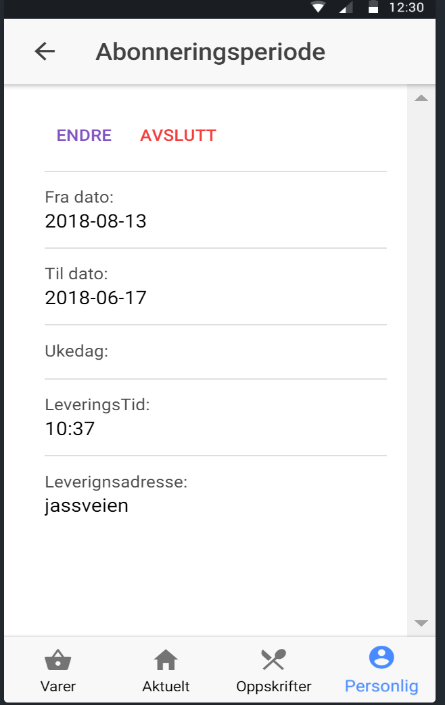 12:30
Abonneringsperiode
ENDRE AVSLUTT
Fra dato:
2018-08-13
Til dato:
2018-06-17
Ukedag:
LeveringsTid:
10:37
Leverignsadresse:
jassveien
Varer Aktuelt Oppskrifter Personlig